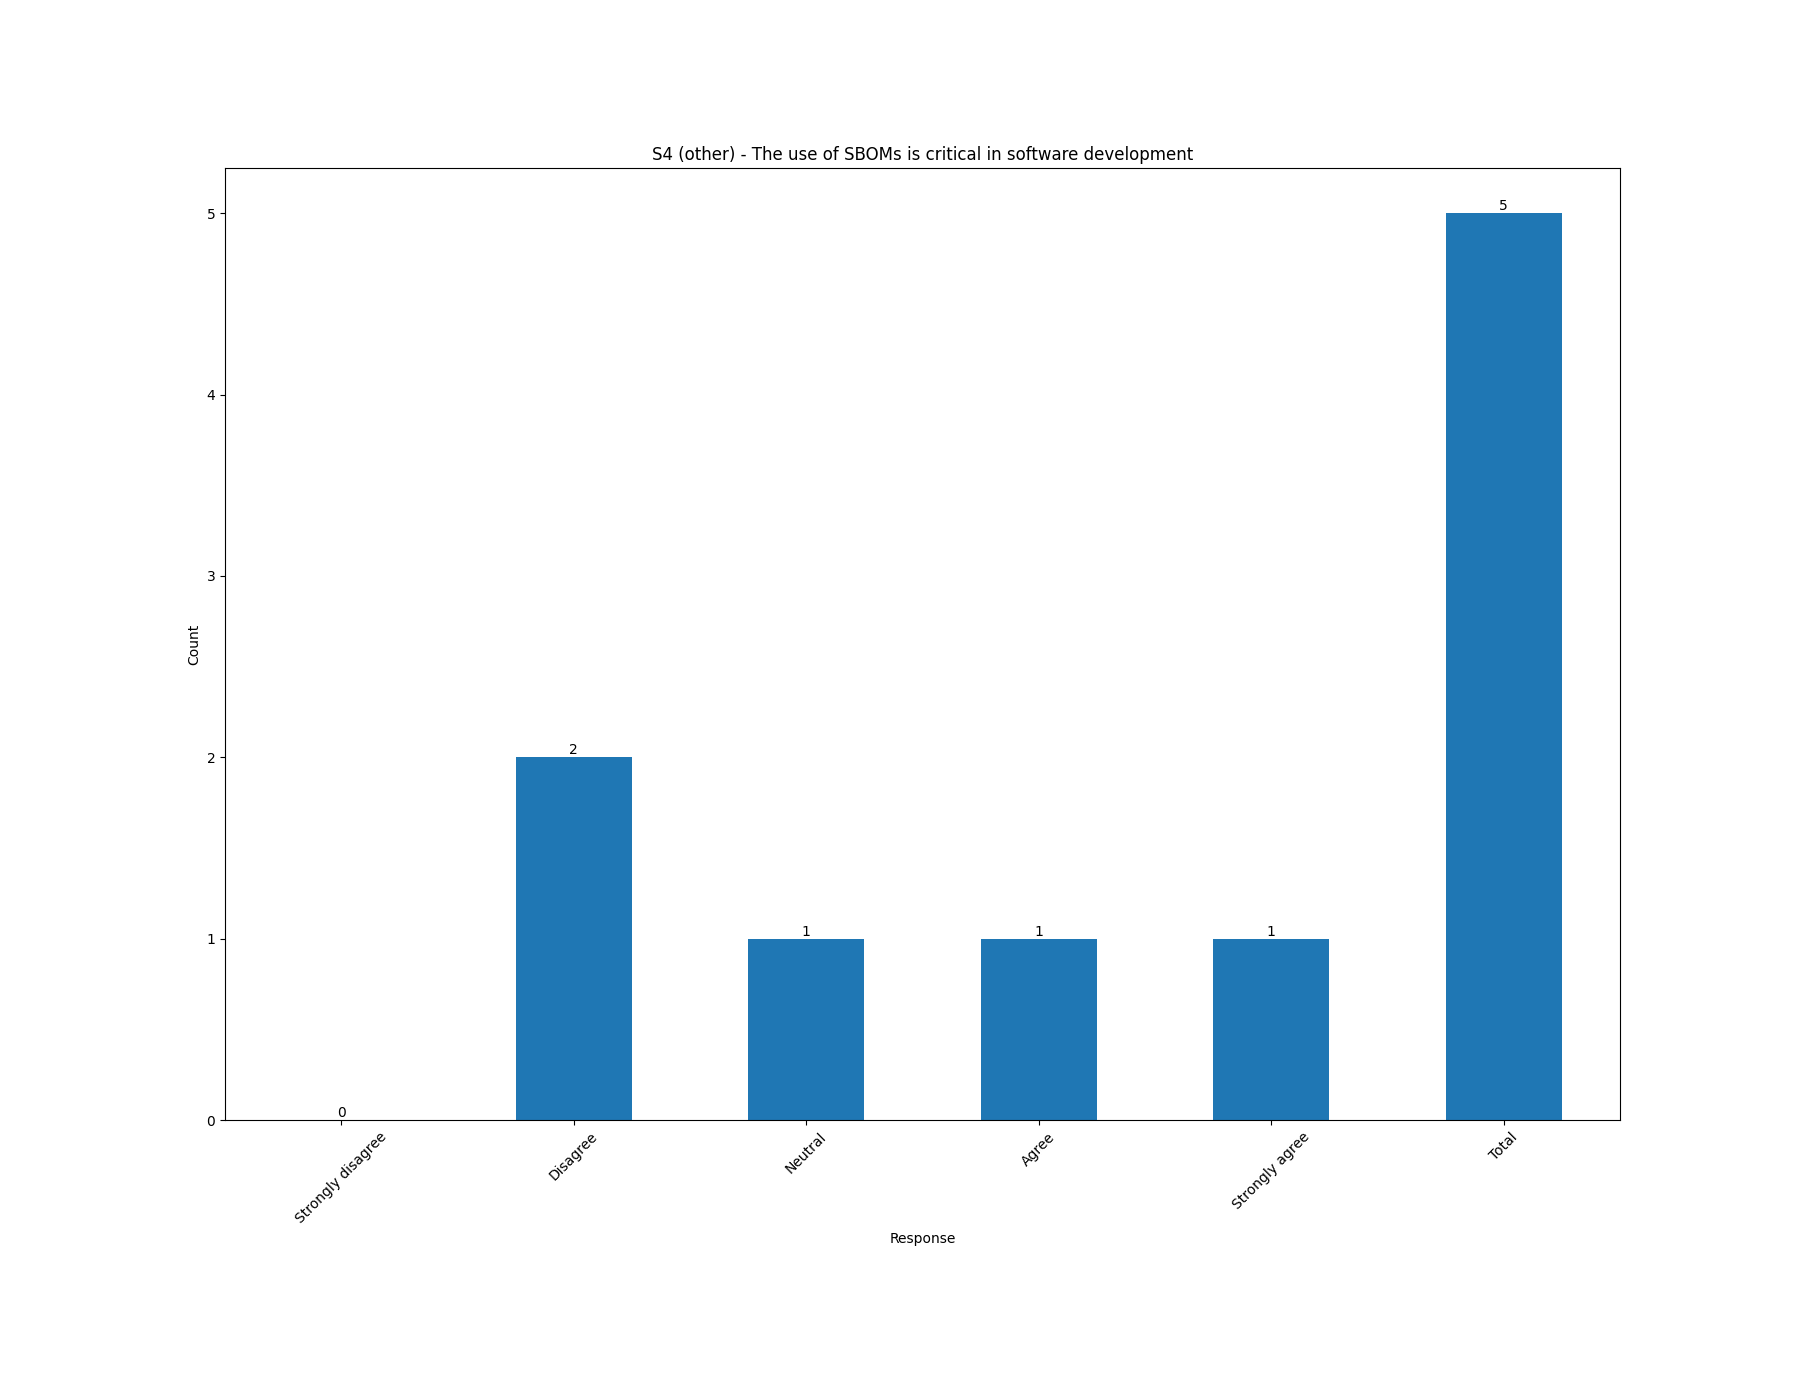 S4 (other) - The use of SBOMs is critical in software development
5
4
3
2
1
0
Count
0
2
1
1
1
5
Strongly disagree
Disagree
Neutral
Agree
Strongly agree
Total
Response